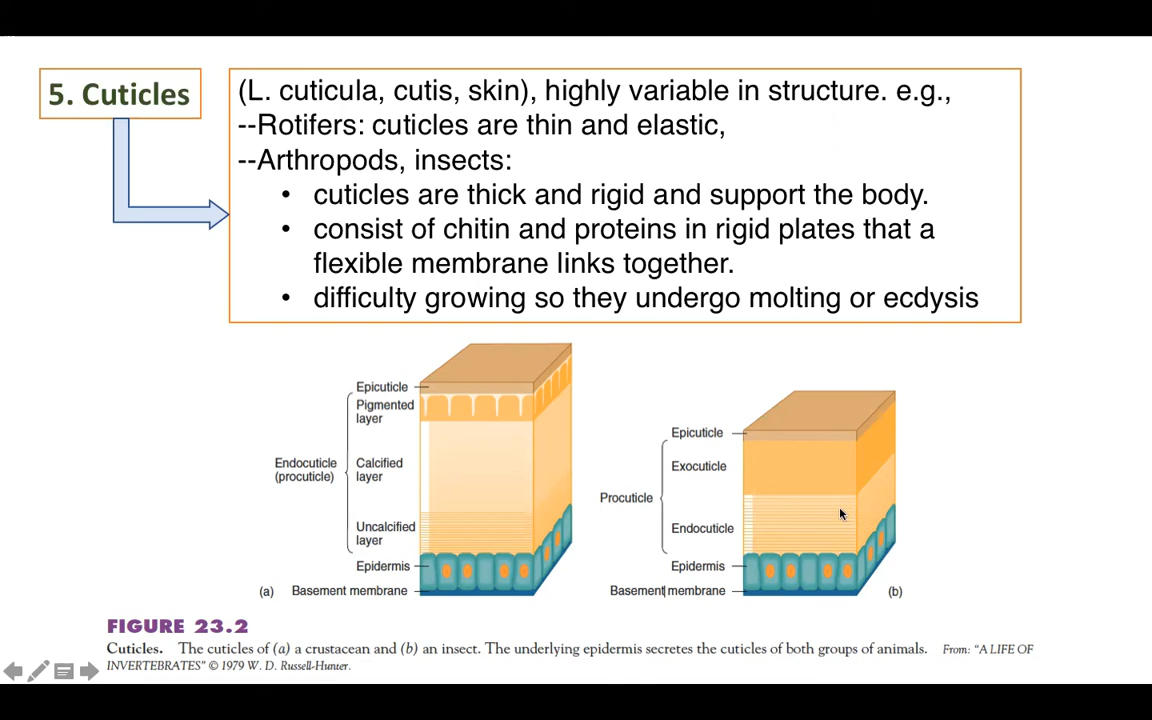 5. Cuticles
(L. cuticula, cutis, skin), highly variable in structure. e.g.,
--Rotifers: cuticles are thin and elastic,
--Arthropods, insects:
• cuticles are thick and rigid and support the body.
• consist of chitin and proteins in rigid plates that a
flexible membrane links together.
• difficulty growing so they undergo molting or ecdysis
Epicuticle
Pigmented
layer
Endocuticle
(procuticle)
Calcified
layer
Uncalcified
layer
Epidermis
(a) Basement membrane
Epicuticle
Exocuticle
Procuticle
Endocuticle
Epidermis
Basement membrane
(b)
FIGURE 23.2
Cuticles. The cuticles of (a) a crustacean and (b) an insect. The underlying epidermis secretes the cuticles of both groups of animals. From: "A LIFE OF
INVERTEBRATES" © 1979 W. D. Russell-Hunter.